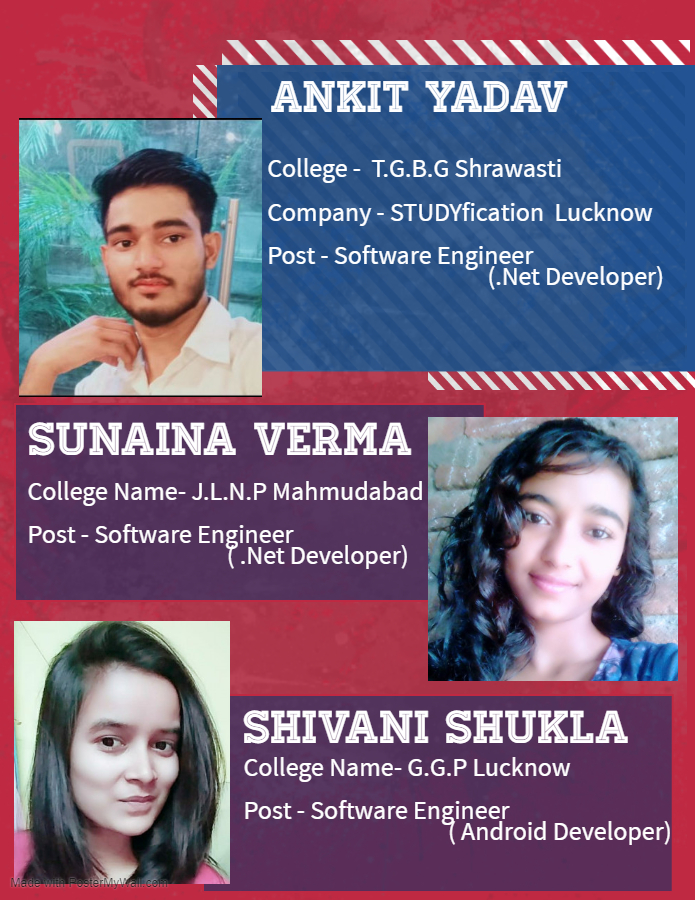 ANKIT YADAV
College - T.G.B.G Shrawasti
Company - STUDYfication Lucknow
Post - Software Engineer
(.Net Developer)
SUNAINA VERMA
College Name- J.L.N.P Mahmudabad
Post - Software Engineer
( .Net Developer)
SHIVANI SHUKLA
College Name- G.G.P Lucknow
Post - Software Engineer
( Android Developer)
Made with PosterMyWall.com